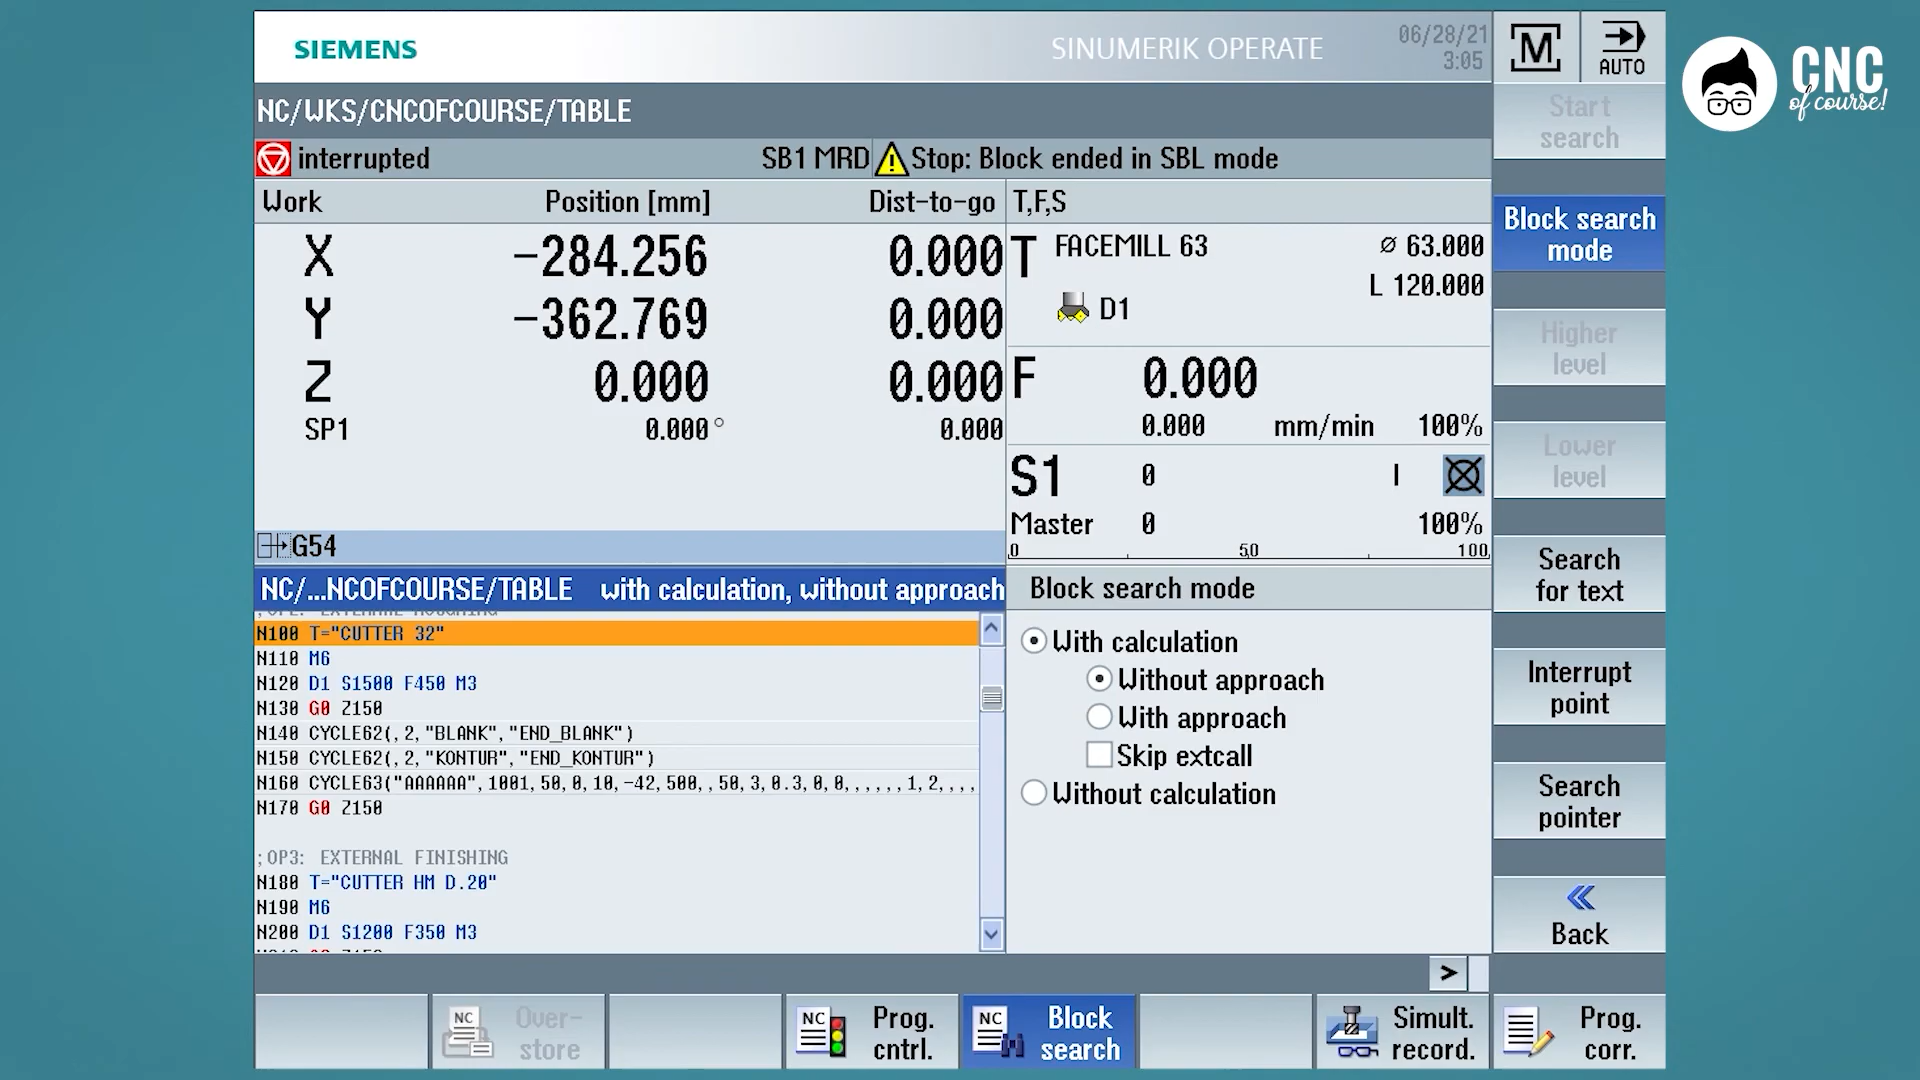 SIEMENS
SINUMERIK OPERATE
06/28/21
3:05
M
AUTO
CNC
of course!
NC/WKS/CNCOFCOURSE/TABLE
Start
search
interrupted
SB1 MRD
Stop: Block ended in SBL mode
Work Position [mm] Dist-to-go
T,F,S
X -284.256 0.000
Y -362.769 0.000
Z 0.000 0.000
SP1 0.000 ° 0.000
G54
T FACEMILL 63 ⌀ 63.000
L 120.000
D1
F 0.000
0.000 mm/min 100%
S1 0 I
Master 0 100%
0 50 100
Block search
mode
Higher
level
Lower
level
Search
for text
Interrupt
point
Search
pointer
Back
NC/...NCOFCOURSE/TABLE with calculation, without approach
;OP2: EXTERNAL ROUGHING
N100 T="CUTTER 32"
N110 M6
N120 D1 S1500 F450 M3
N130 G0 Z150
N140 CYCLE62(,2,"BLANK","END_BLANK")
N150 CYCLE62(,2,"KONTUR","END_KONTUR")
N160 CYCLE63("AAAAAA",1001,50,0,10,-42,500,,50,3,0.3,0,0,,,,,,1,2,,,,
N170 G0 Z150
;OP3: EXTERNAL FINISHING
N180 T="CUTTER HM D.20"
N190 M6
N200 D1 S1200 F350 M3
Block search mode
With calculation
Without approach
With approach
Skip extcall
Without calculation
>
NC
Over-
store
NC
Prog.
cntrl.
NC
Block
search
Simult.
record.
Prog.
corr.